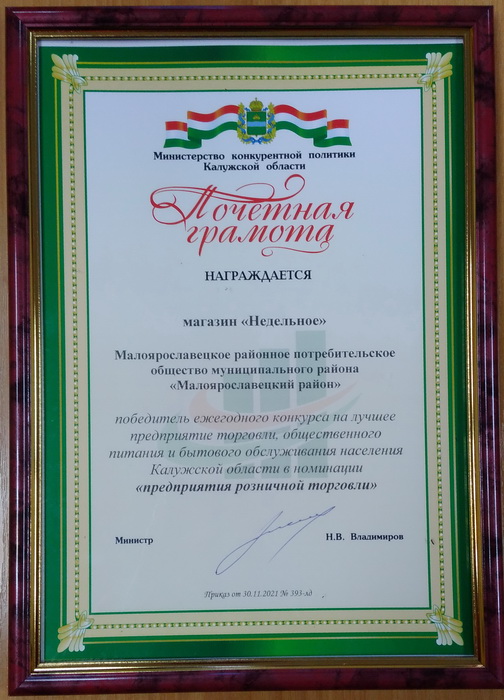 Министерство конкурентной политики
Калужской области
Почетная
грамота
НАГРАЖДАЕТСЯ
магазин «Недельное»
Малоярославецкое районное потребительское
общество муниципального района
«Малоярославецкий район»
победитель ежегодного конкурса на лучшее
предприятие торговли, общественного
питания и бытового обслуживания населения
Калужской области в номинации
«предприятия розничной торговли»
Министр
Н.В. Владимиров
Приказ от 30.11.2021 № 393-лд